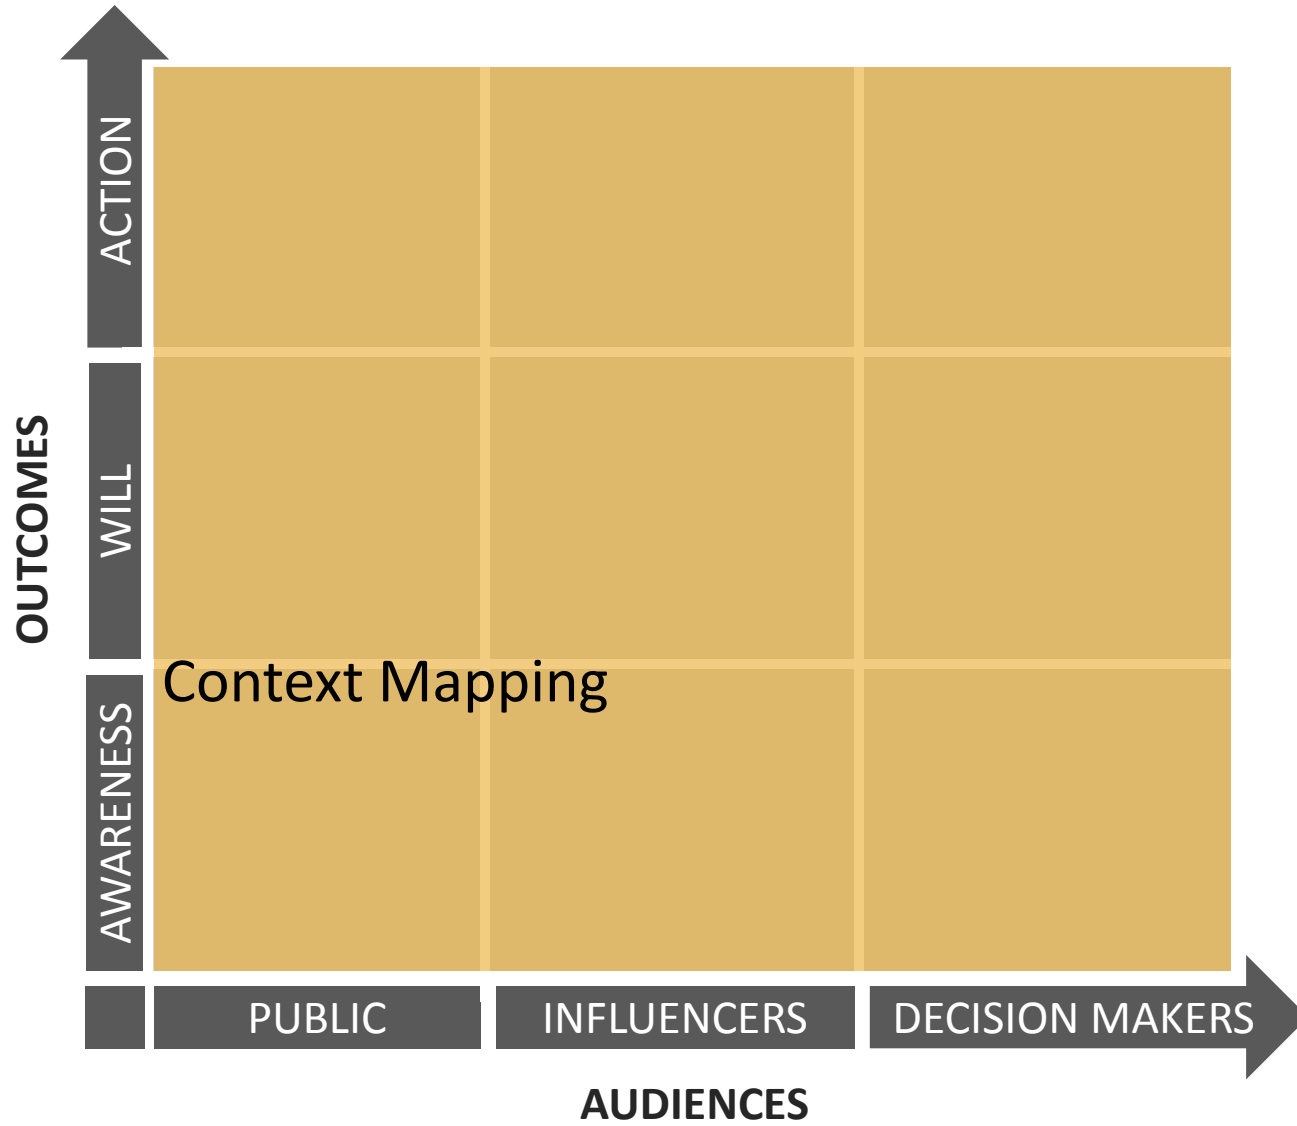 ACTION
WILL
OUTCOMES
Context Mapping
AWARENESS
PUBLIC
INFLUENCERS
DECISION MAKERS
AUDIENCES